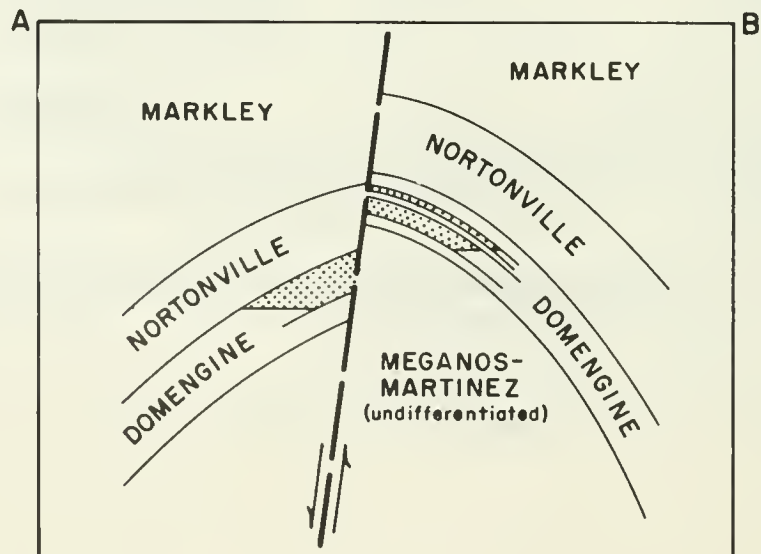 A
B
MARKLEY
MARKLEY
NORTONVILLE
NORTONVILLE
DOMENGINE
DOMENGINE
MEGANOS-
MARTINEZ
(undifferentiated)